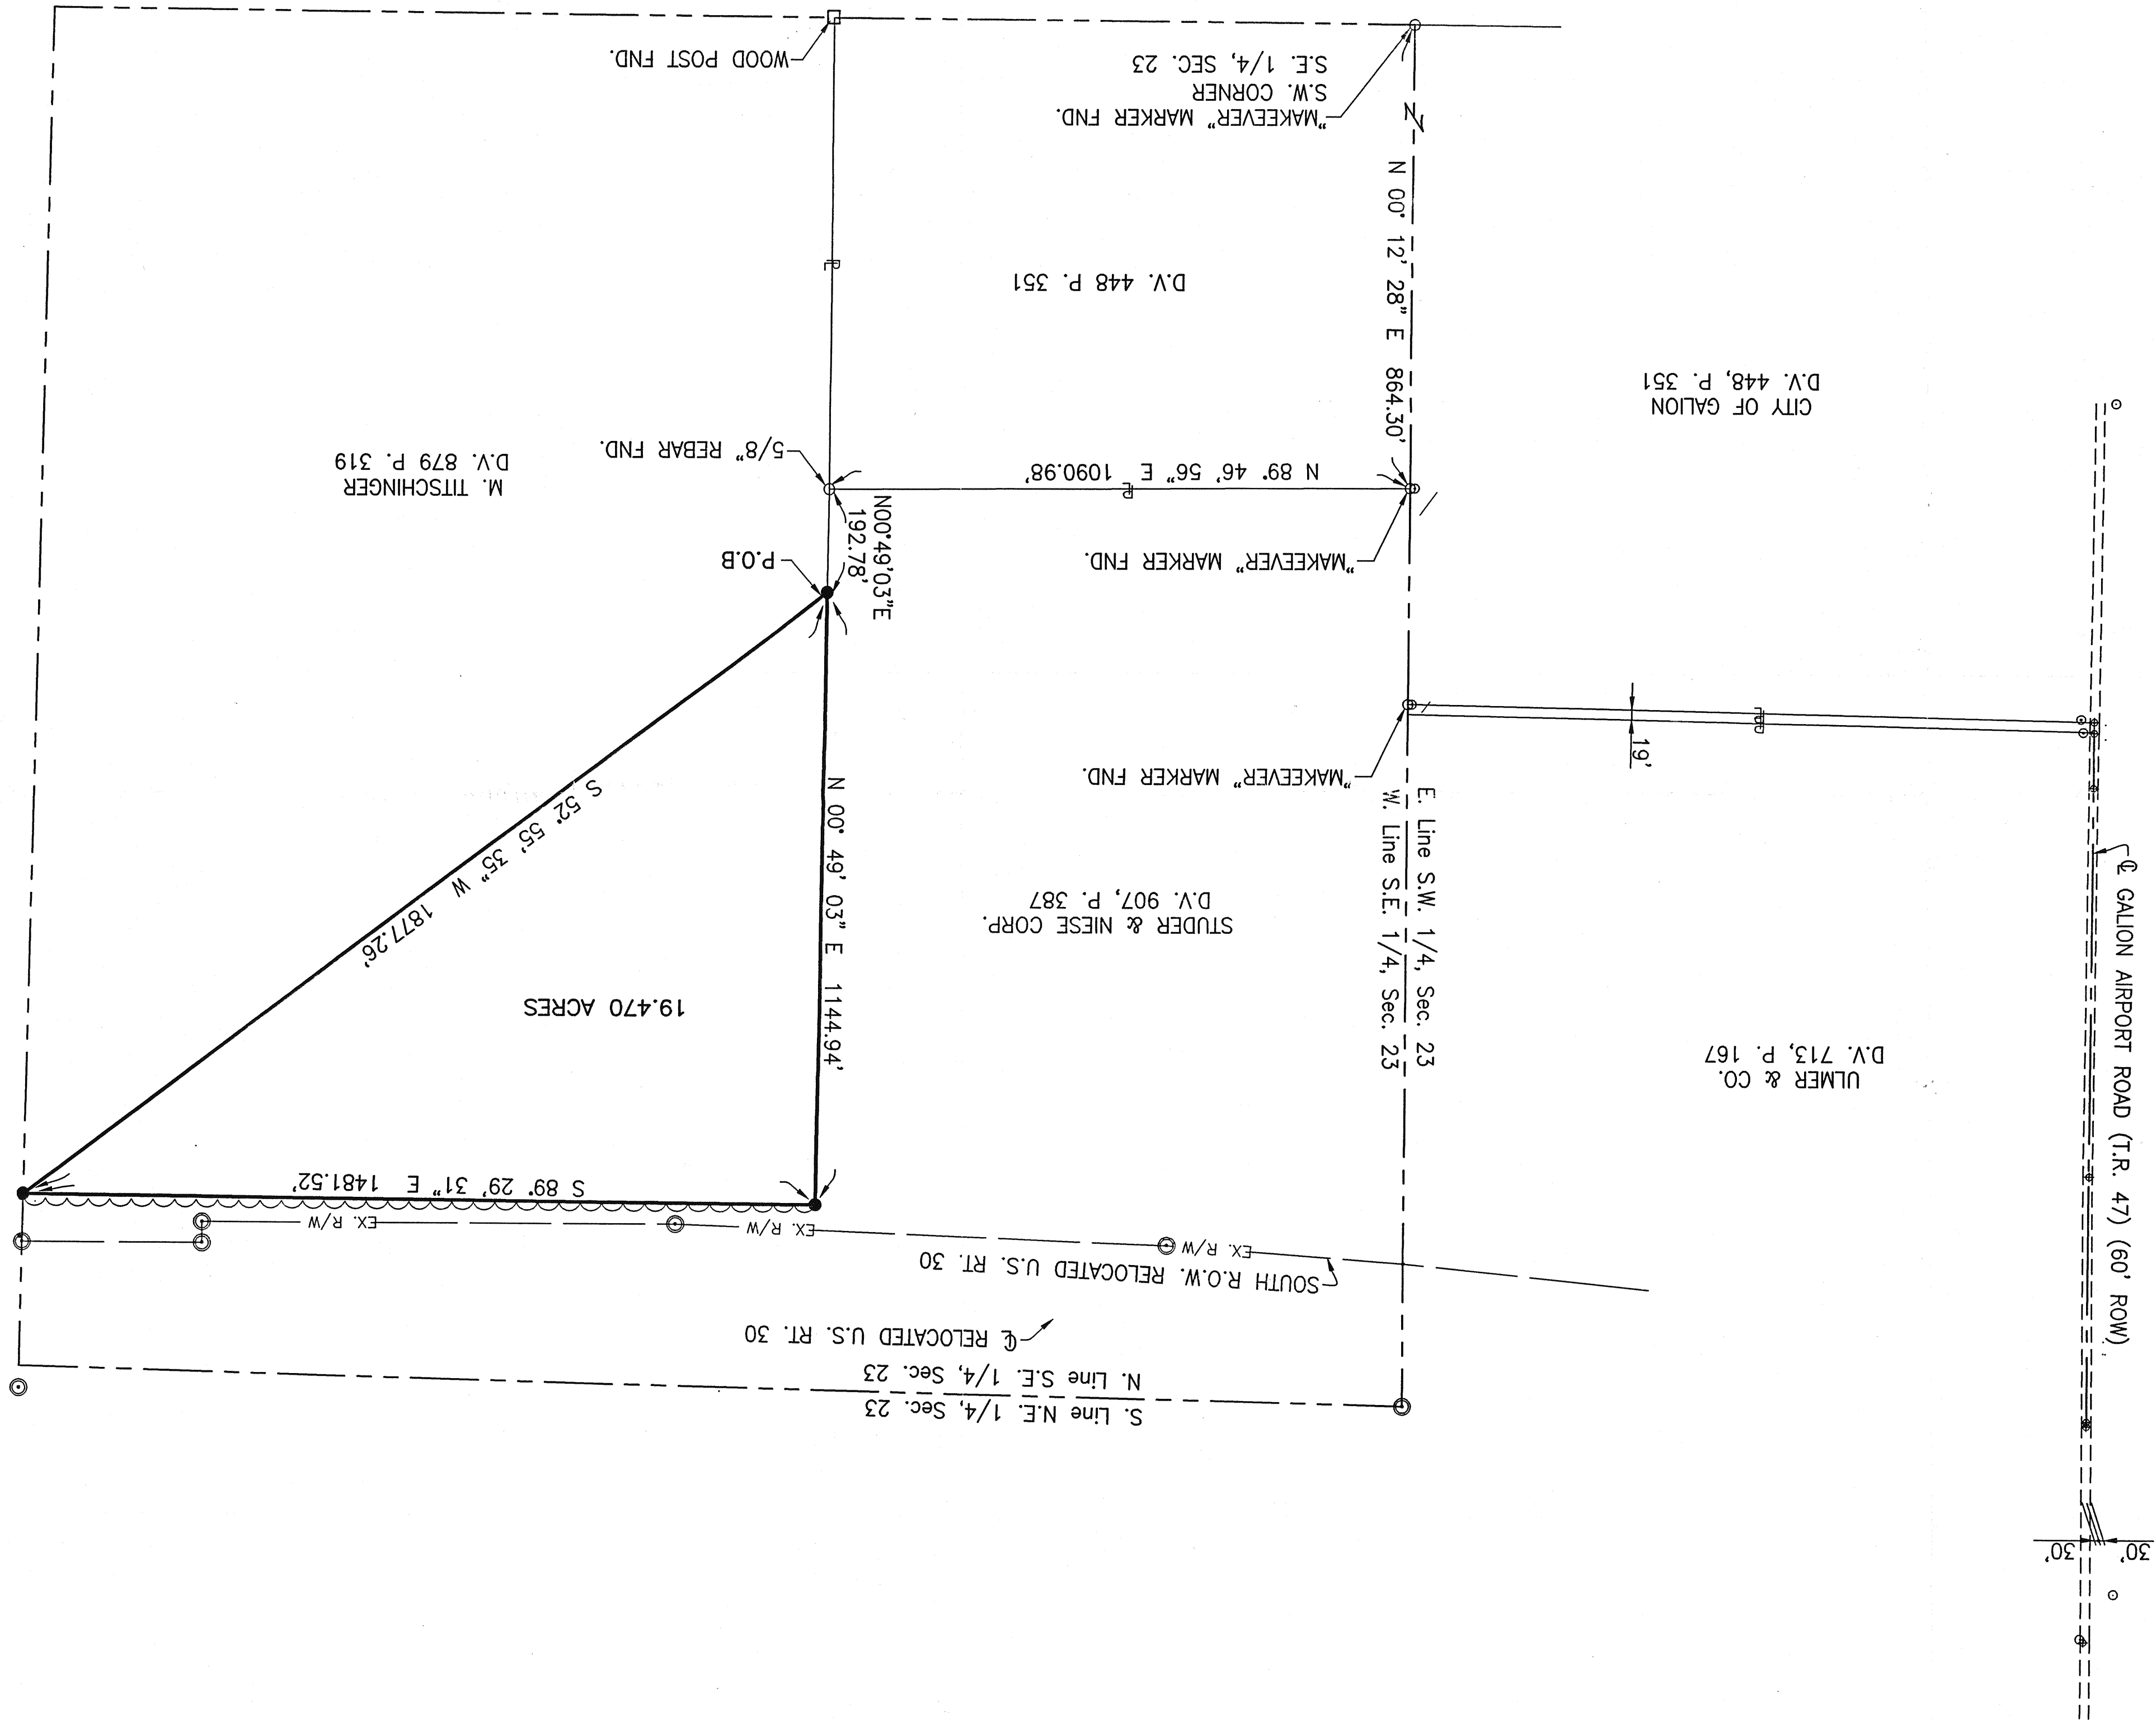 30'
30'
S. Line N.E. 1/4, Sec. 23
N. Line S.E. 1/4, Sec. 23
℄ RELOCATED U.S. RT. 30
SOUTH R.O.W. RELOCATED U.S. RT. 30
EX. R/W
EX. R/W
EX. R/W
S 89° 29' 31" E 1481.52'
℄ GALION AIRPORT ROAD (T.R. 47) (60' ROW)
ULMER & CO.
D.V. 713, P. 167
E. Line S.W. 1/4, Sec. 23
W. Line S.E. 1/4, Sec. 23
STUDER & NIESE CORP.
D.V. 907, P. 387
N 00° 49' 03" E 1144.94'
19.470 ACRES
S 52° 55' 35" W 1877.26'
19'
"MAKEEVER" MARKER FND.
PL
"MAKEEVER" MARKER FND.
P.O.B
N00°49'03"E
192.78'
N 89° 46' 56" E 1090.98'
PL
5/8" REBAR FND.
M. TITSCHINGER
D.V. 879 P. 319
CITY OF GALION
D.V. 448, P. 351
N 00° 12' 28" E 864.30'
D.V. 448 P. 351
PL
"MAKEEVER" MARKER FND.
S.W. CORNER
S.E. 1/4, SEC. 23
WOOD POST FND.